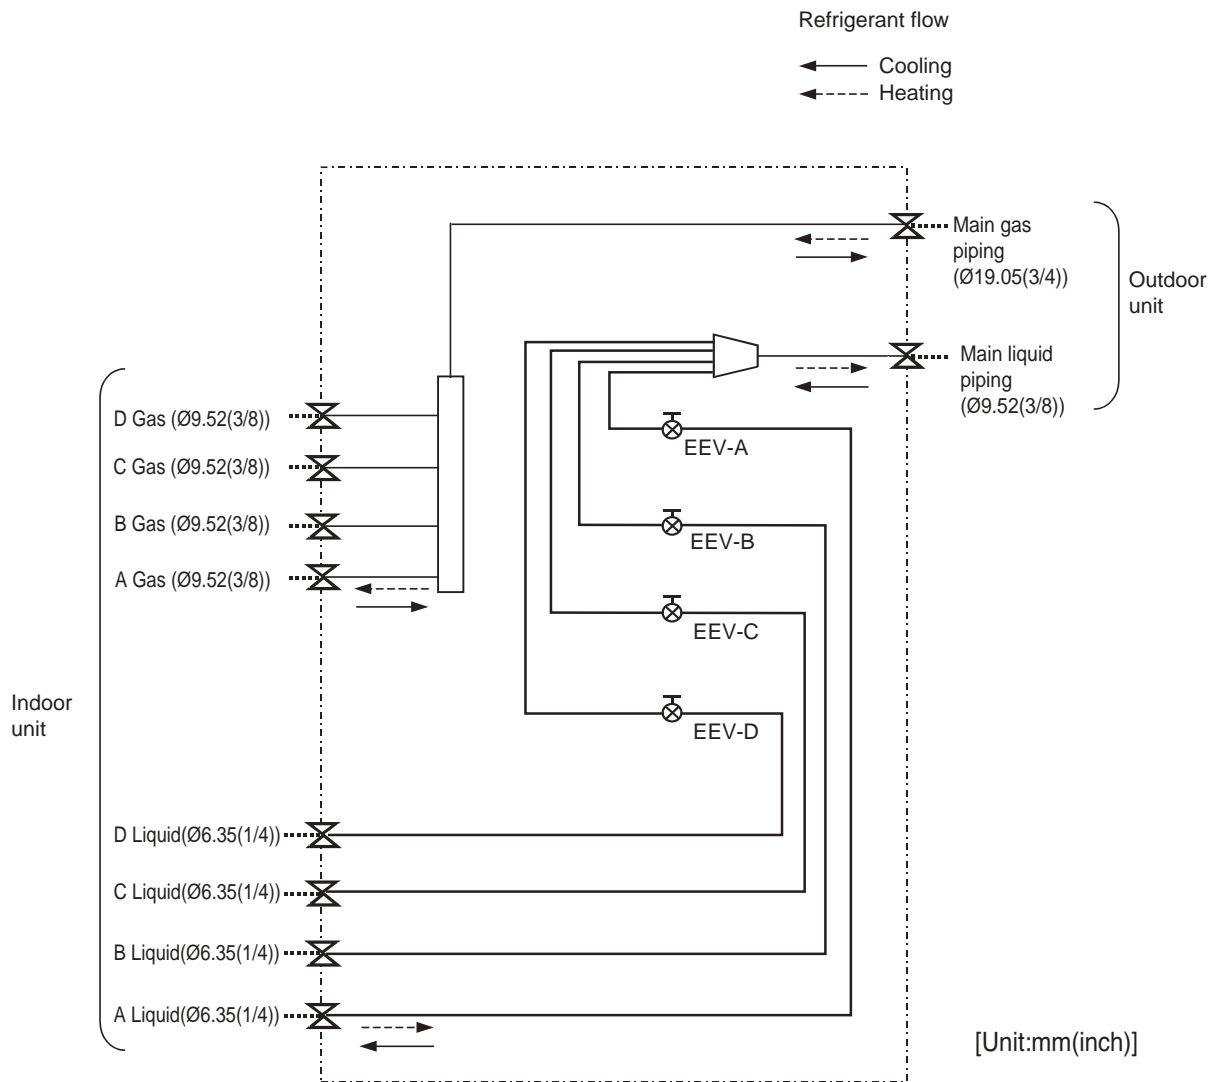 Refrigerant flow
Cooling
Heating
Main gas
piping
(Ø19.05(3/4))
Outdoor
unit
Main liquid
piping
(Ø9.52(3/8))
D Gas (Ø9.52(3/8))
C Gas (Ø9.52(3/8))
B Gas (Ø9.52(3/8))
A Gas (Ø9.52(3/8))
EEV-A
EEV-B
EEV-C
EEV-D
Indoor
unit
D Liquid(Ø6.35(1/4))
C Liquid(Ø6.35(1/4))
B Liquid(Ø6.35(1/4))
A Liquid(Ø6.35(1/4))
[Unit:mm(inch)]